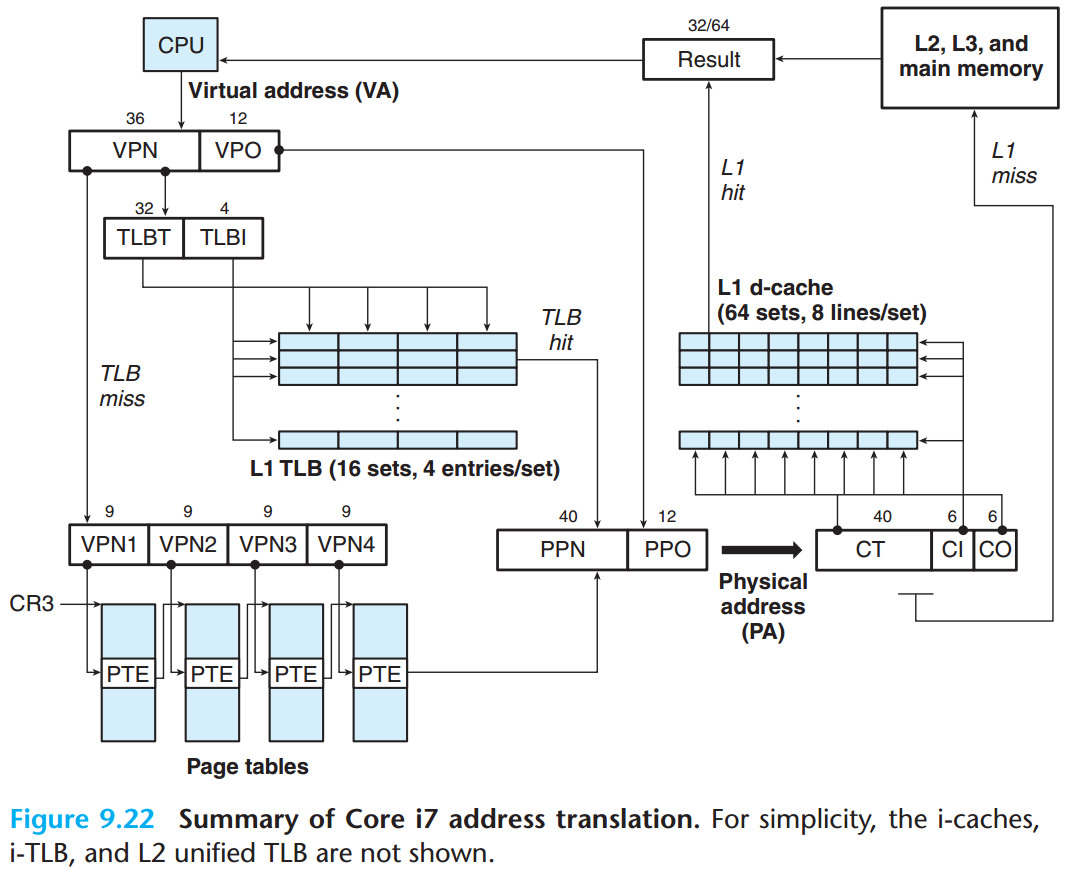 32/64
CPU
Result
L2, L3, and
main memory
Virtual address (VA)
36 12
VPN VPO
L1
hit
L1
miss
32 4
TLBT TLBI
L1 d-cache
(64 sets, 8 lines/set)
TLB
hit
TLB
miss
L1 TLB (16 sets, 4 entries/set)
9 9 9 9
VPN1 VPN2 VPN3 VPN4
40 12
PPN PPO
40 6 6
CT CI CO
Physical
address
(PA)
CR3
PTE PTE PTE PTE
Page tables
Figure 9.22 Summary of Core i7 address translation. For simplicity, the i-caches,
i-TLB, and L2 unified TLB are not shown.